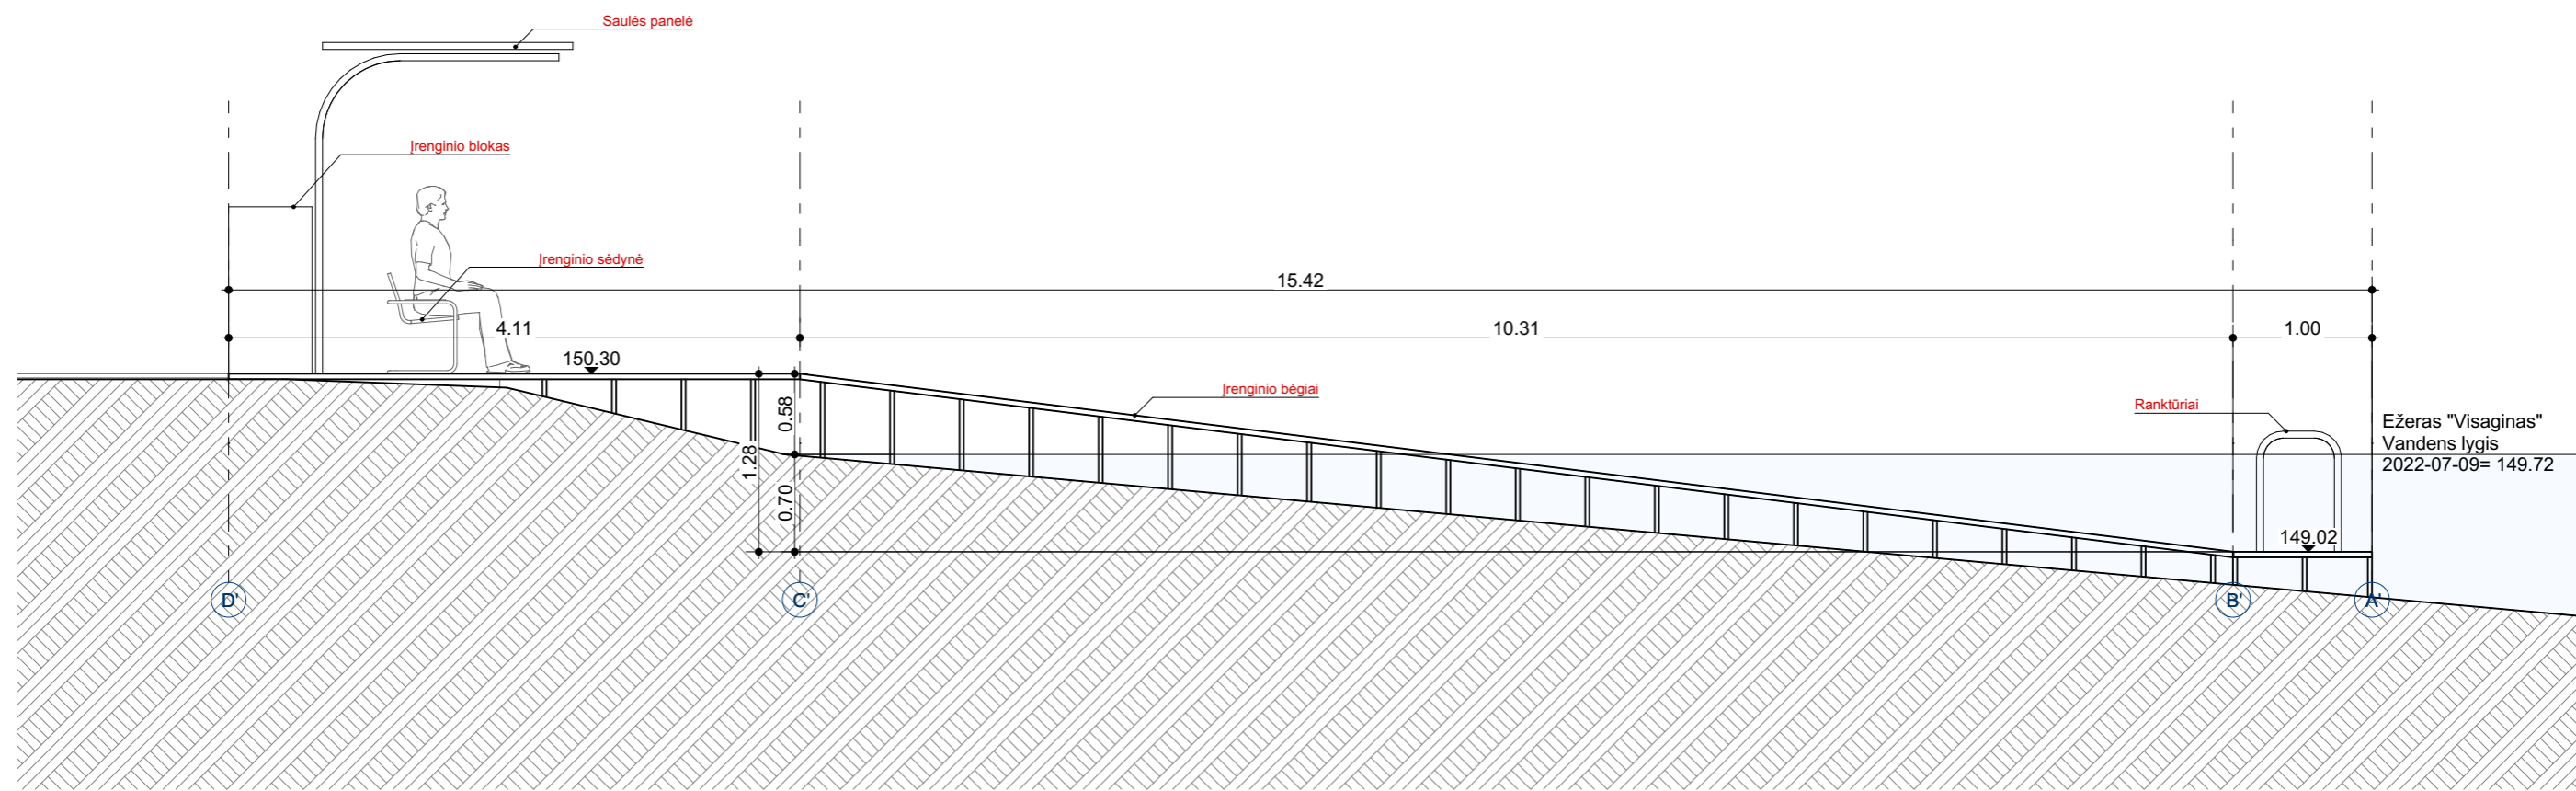 Saulės panelė
Įrenginio blokas
Įrenginio sėdynė
15.42
4.11
10.31
1.00
150.30
Įrenginio bėgiai
0.58
1.28
0.70
Ranktūriai
Ežeras "Visaginas"
Vandens lygis
2022-07-09= 149.72
149.02
D'
C'
B'
A'